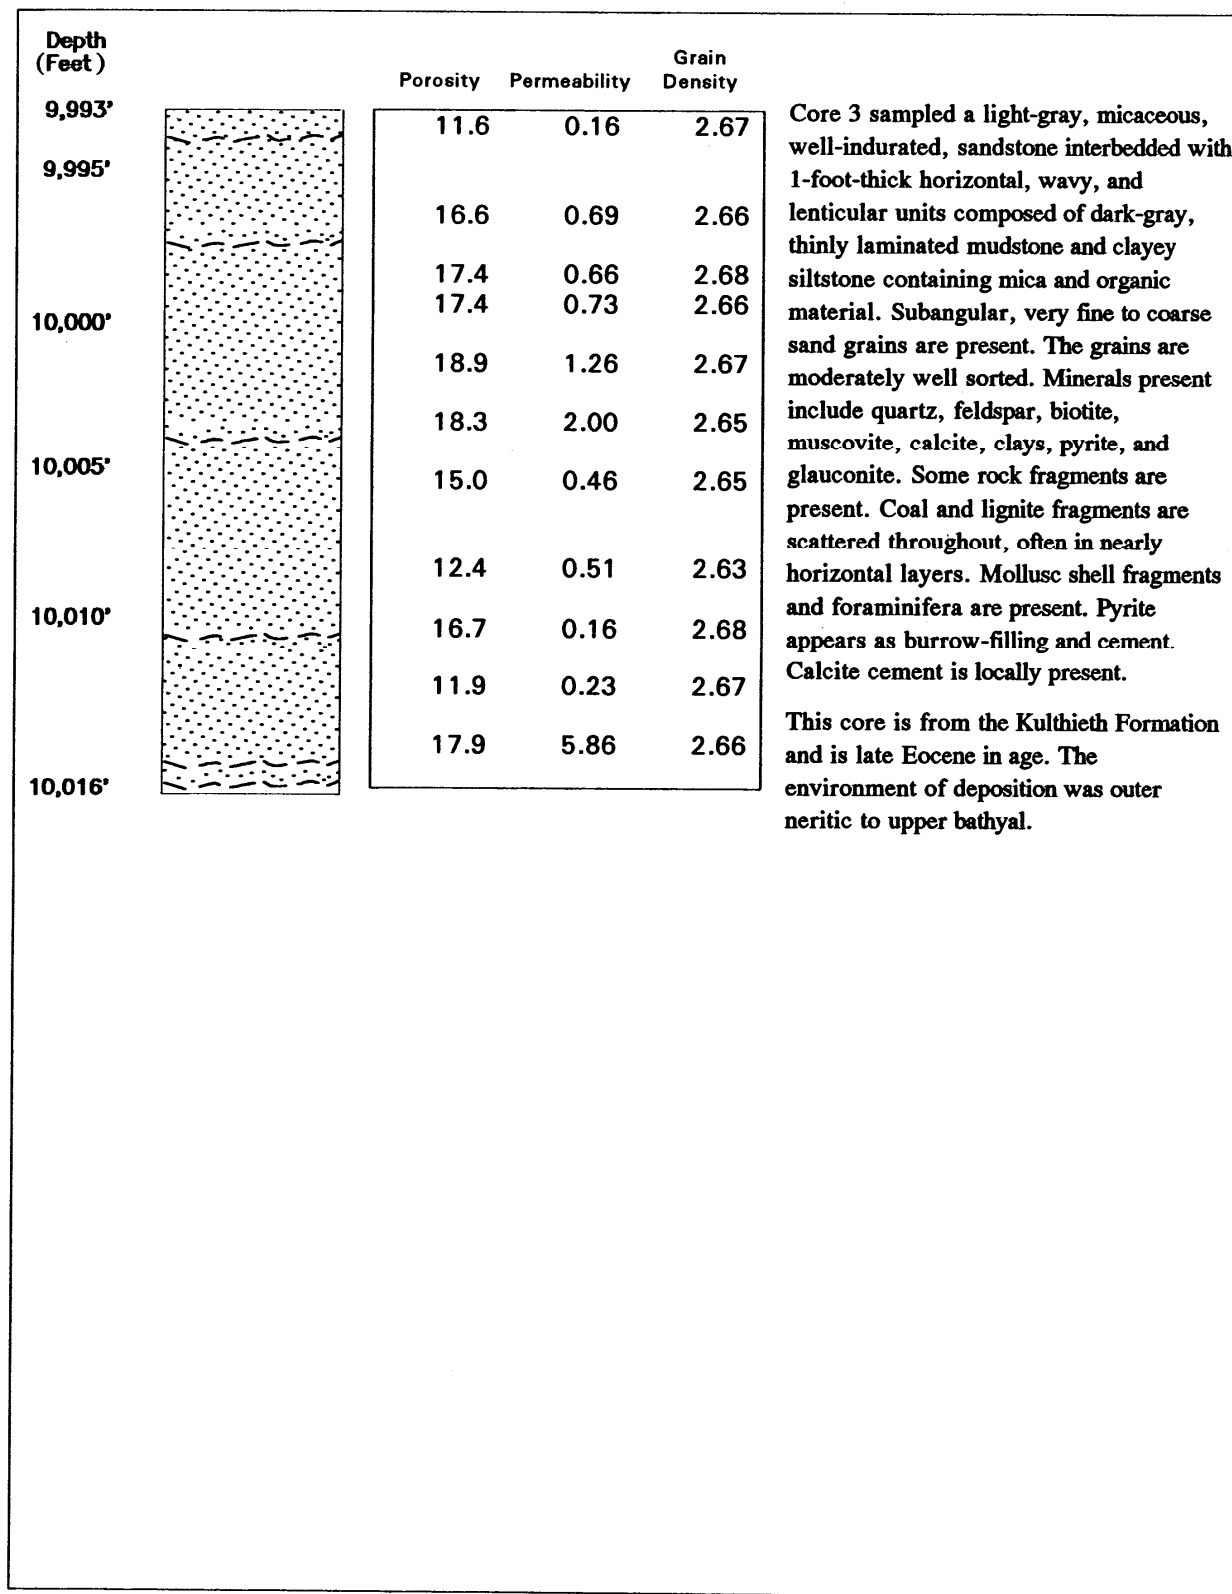 Depth
(Feet)
Porosity Permeability Grain Density
9,993'
9,995'
10,000'
10,005'
10,010'
10,016'
11.6 0.16 2.67
16.6 0.69 2.66
17.4 0.66 2.68
17.4 0.73 2.66
18.9 1.26 2.67
18.3 2.00 2.65
15.0 0.46 2.65
12.4 0.51 2.63
16.7 0.16 2.68
11.9 0.23 2.67
17.9 5.86 2.66
Core 3 sampled a light-gray, micaceous,
well-indurated, sandstone interbedded with
1-foot-thick horizontal, wavy, and
lenticular units composed of dark-gray,
thinly laminated mudstone and clayey
siltstone containing mica and organic
material. Subangular, very fine to coarse
sand grains are present. The grains are
moderately well sorted. Minerals present
include quartz, feldspar, biotite,
muscovite, calcite, clays, pyrite, and
glauconite. Some rock fragments are
present. Coal and lignite fragments are
scattered throughout, often in nearly
horizontal layers. Mollusc shell fragments
and foraminifera are present. Pyrite
appears as burrow-filling and cement.
Calcite cement is locally present.
This core is from the Kulthieth Formation
and is late Eocene in age. The
environment of deposition was outer
neritic to upper bathyal.